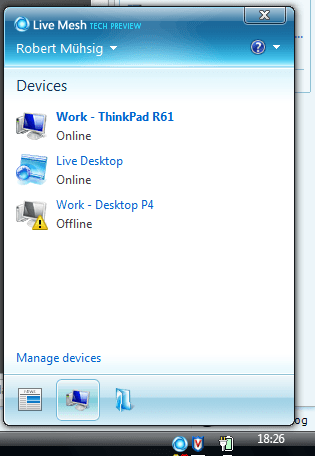 Live Mesh TECH PREVIEW
Robert Mühsig
?
Devices
Work - ThinkPad R61
Online
Live Desktop
Online
Work - Desktop P4
Offline
Manage devices
NEWS
og
18:26